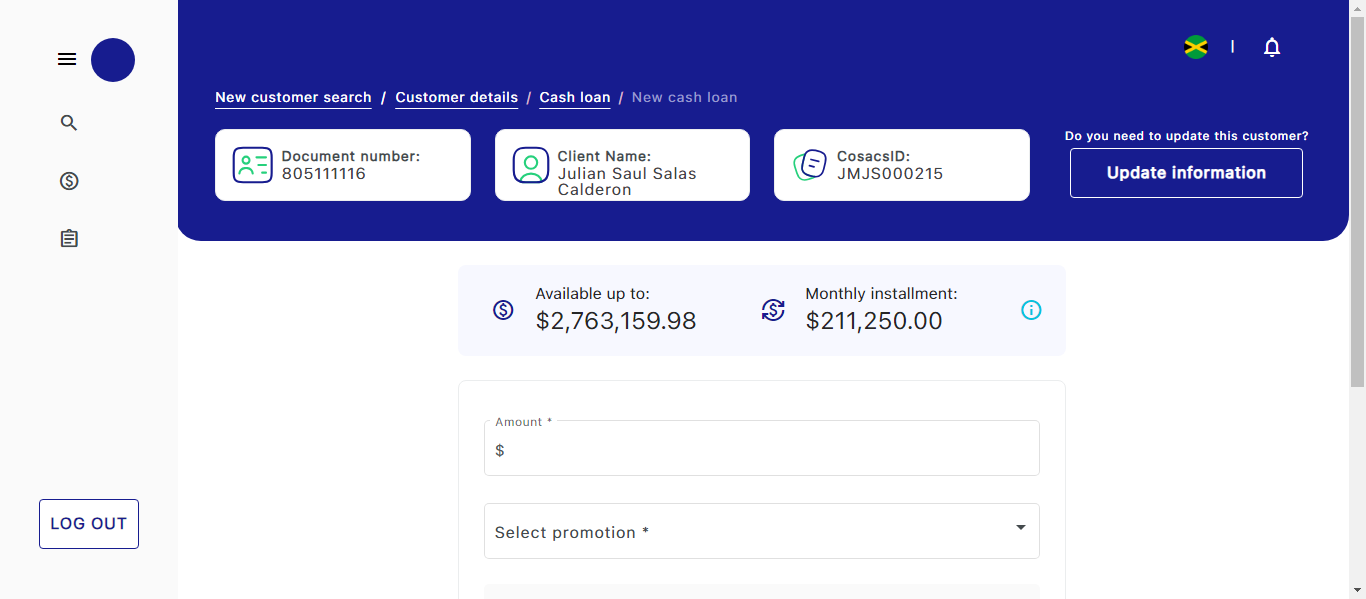 New customer search / Customer details / Cash loan / New cash loan
Document number:
805111116
Client Name:
Julian Saul Salas
Calderon
CosacsID:
JMJS000215
Do you need to update this customer?
Update information
LOG OUT
Available up to:
$2,763,159.98
Monthly installment:
$211,250.00
Amount *
$
Select promotion *